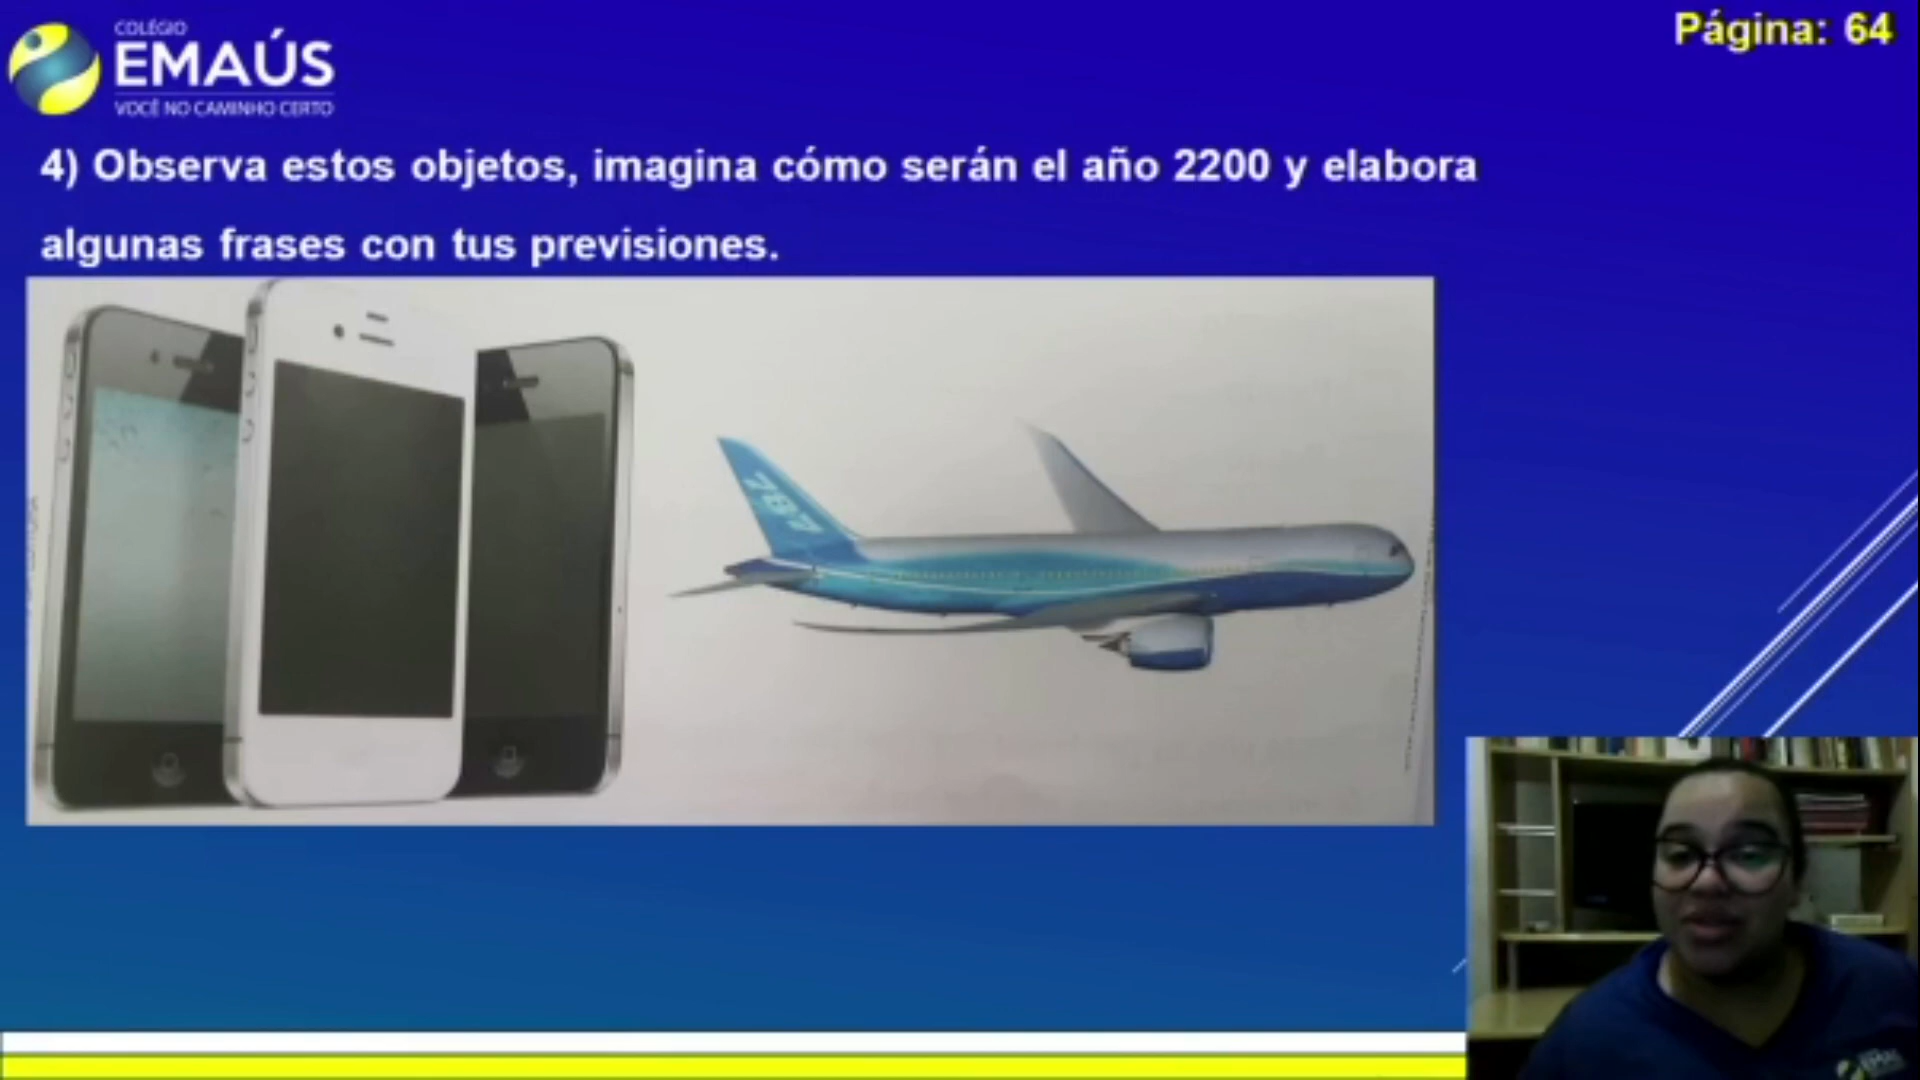 COLÉGIO
EMAÚS
VOCÊ NO CAMINHO CERTO
Página: 64
4) Observa estos objetos, imagina cómo serán el año 2200 y elabora
algunas frases con tus previsiones.
787